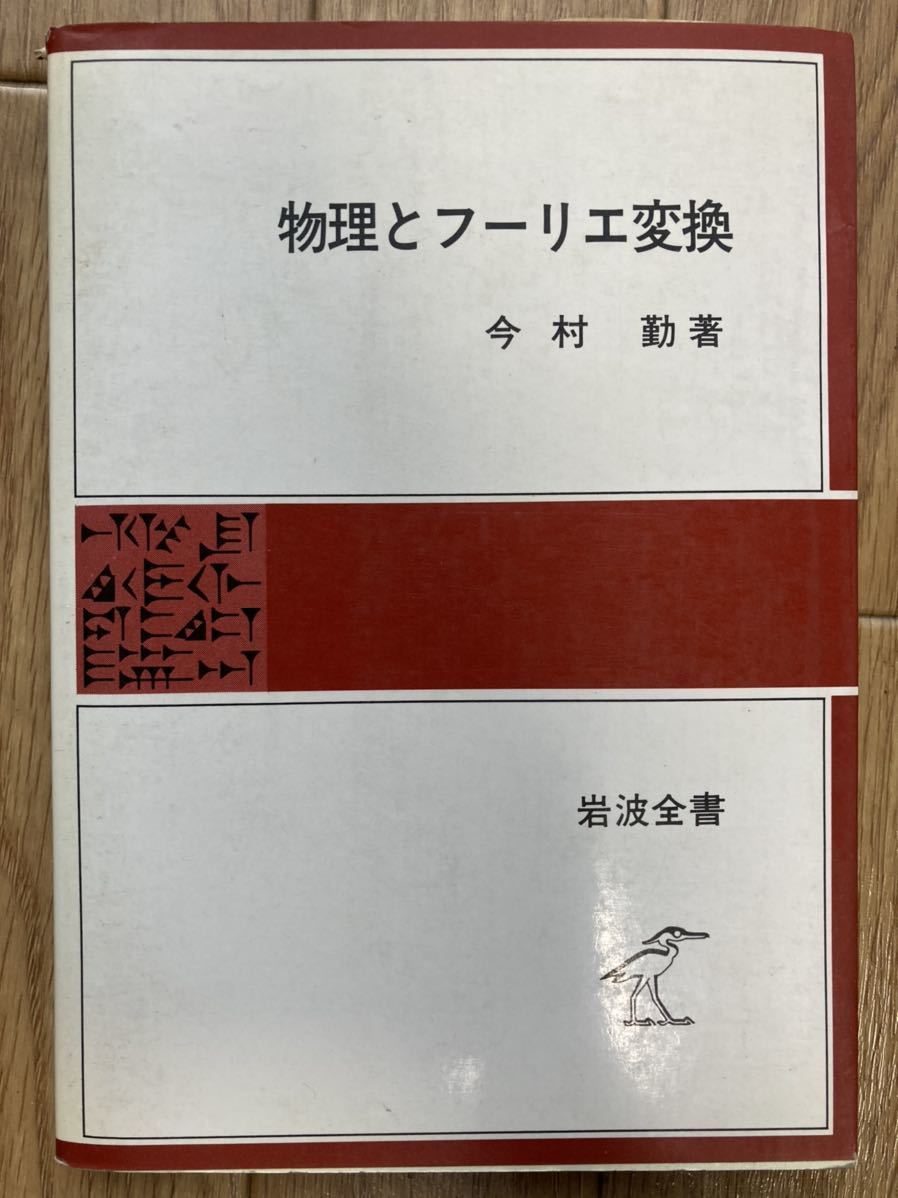 物理とフーリエ変換
今村 勤著
岩波全書